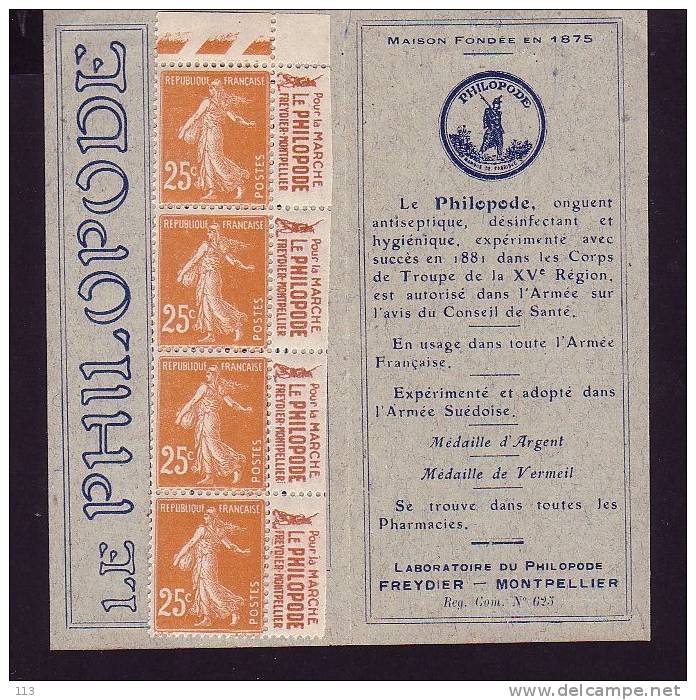 LE PHILOPODE
REPUBLIQUE FRANÇAISE
25c
POSTES
Pour la MARCHE
LE PHILOPODE
FREYDIER-MONTPELLIER
REPUBLIQUE FRANÇAISE
25c
POSTES
Pour la MARCHE
LE PHILOPODE
FREYDIER-MONTPELLIER
REPUBLIQUE FRANÇAISE
25c
POSTES
Pour la MARCHE
LE PHILOPODE
FREYDIER-MONTPELLIER
REPUBLIQUE FRANÇAISE
25c
POSTES
Pour la MARCHE
LE PHILOPODE
FREYDIER-MONTPELLIER
MAISON FONDÉE EN 1875
PHILOPODE
Le Philopode, onguent
antiseptique, désinfectant et
hygiénique, expérimenté avec
succès en 1881 dans les Corps
de Troupe de la XVe Région,
est autorisé dans l'Armée sur
l'avis du Conseil de Santé.
En usage dans toute l'Armée
Française.
Expérimenté et adopté dans
l'Armée Suédoise.
Médaille d'Argent
Médaille de Vermeil
Se trouve dans toutes les
Pharmacies.
LABORATOIRE DU PHILOPODE
FREYDIER — MONTPELLIER
Reg. Com. N° 625
113
delcampe.net